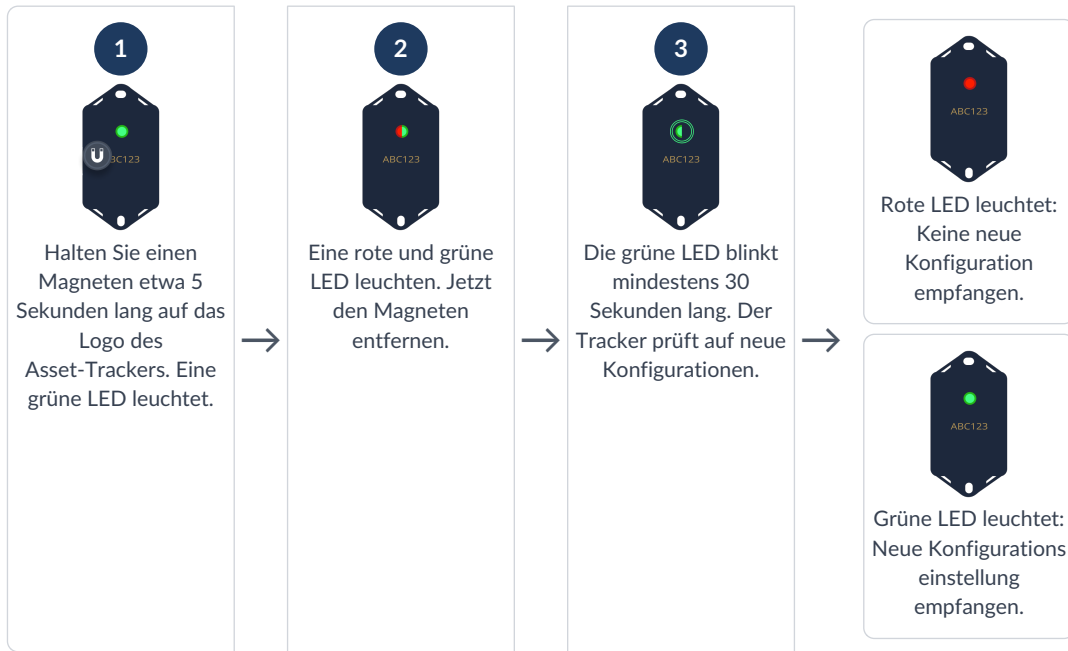 1
BC123
Halten Sie einen
Magneten etwa 5
Sekunden lang auf das
Logo des
Asset-Trackers. Eine
grüne LED leuchtet.
2
ABC123
Eine rote und grüne
LED leuchten. Jetzt
den Magneten
entfernen.
3
ABC123
Die grüne LED blinkt
mindestens 30
Sekunden lang. Der
Tracker prüft auf neue
Konfigurationen.
ABC123
Rote LED leuchtet:
Keine neue
Konfiguration
empfangen.
ABC123
Grüne LED leuchtet:
Neue Konfigurations
einstellung
empfangen.